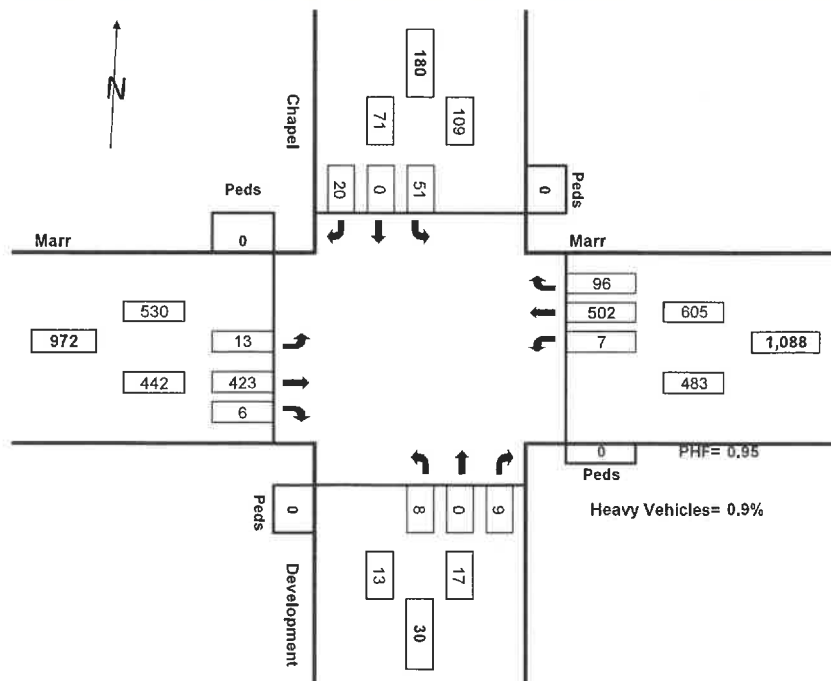 N
Chapel
180
71
109
20
0
51
Peds
0
Peds
0
Marr
Marr
530
972
13
442
423
6
96
502
605
7
1,088
483
0
PHF= 0.95
Peds
Heavy Vehicles= 0.9%
Peds
0
8
0
9
Development
13
17
30